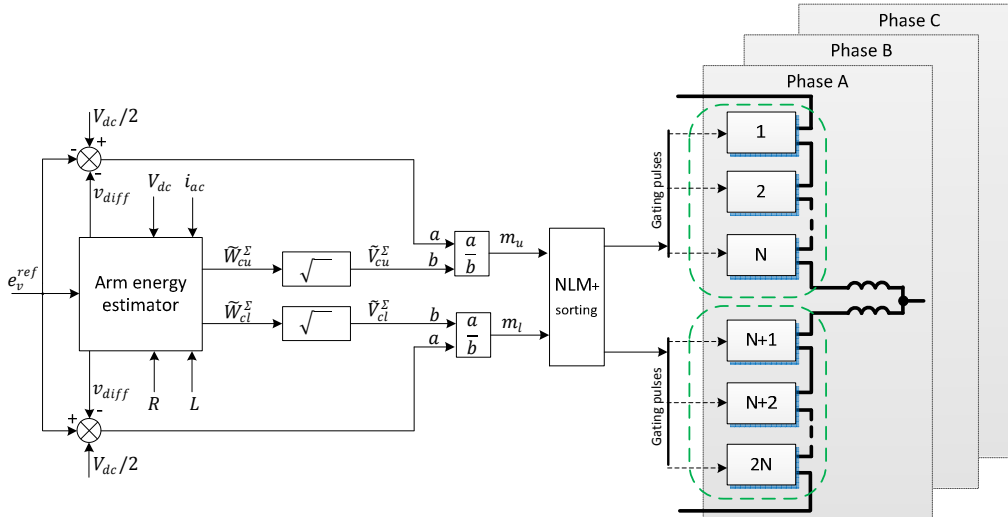 Phase C
Phase B
Phase A
V_dc/2
+
-
-
v_diff
V_dc
i_ac
e_v^ref
Arm energy
estimator
W̃_cu^Σ
√
Ṽ_cu^Σ
a
b
a/b
m_u
W̃_cl^Σ
√
Ṽ_cl^Σ
b
a
a/b
m_l
NLM+
sorting
v_diff
R
L
+
-
V_dc/2
Gating pulses
1
2
N
Gating pulses
N+1
N+2
2N